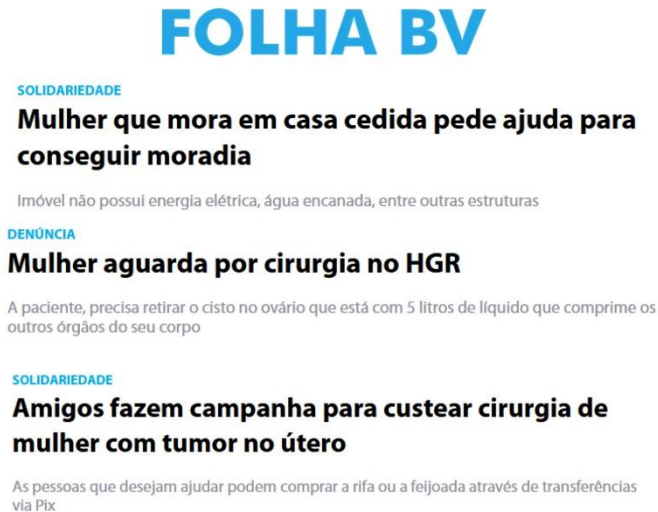 FOLHA BV
SOLIDARIEDADE
Mulher que mora em casa cedida pede ajuda para
conseguir moradia
Imóvel não possui energia elétrica, água encanada, entre outras estruturas
DENÚNCIA
Mulher aguarda por cirurgia no HGR
A paciente, precisa retirar o cisto no ovário que está com 5 litros de líquido que comprime os
outros órgãos do seu corpo
SOLIDARIEDADE
Amigos fazem campanha para custear cirurgia de
mulher com tumor no útero
As pessoas que desejam ajudar podem comprar a rifa ou a feijoada através de transferências
via Pix